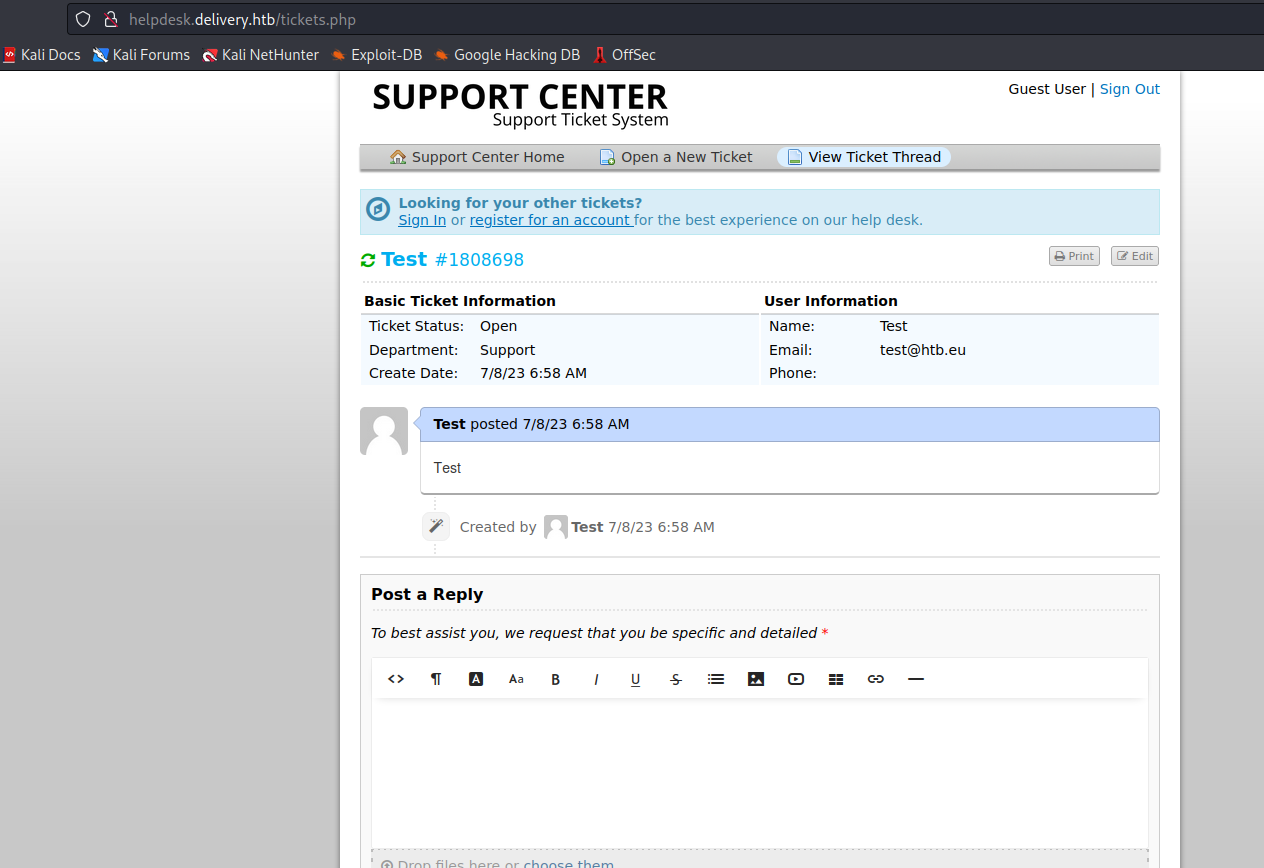 helpdesk.delivery.htb/tickets.php
Kali Docs Kali Forums Kali NetHunter Exploit-DB Google Hacking DB OffSec
SUPPORT CENTER
Support Ticket System
Guest User | Sign Out
Support Center Home Open a New Ticket View Ticket Thread
Looking for your other tickets?
Sign In or register for an account for the best experience on our help desk.
Test #1808698
Print Edit
Basic Ticket Information User Information
Ticket Status: Open Name: Test
Department: Support Email: test@htb.eu
Create Date: 7/8/23 6:58 AM Phone:
Test posted 7/8/23 6:58 AM
Test
Created by Test 7/8/23 6:58 AM
Post a Reply
To best assist you, we request that you be specific and detailed *
<> ¶ A Aa B I U S
Drop files here or choose them